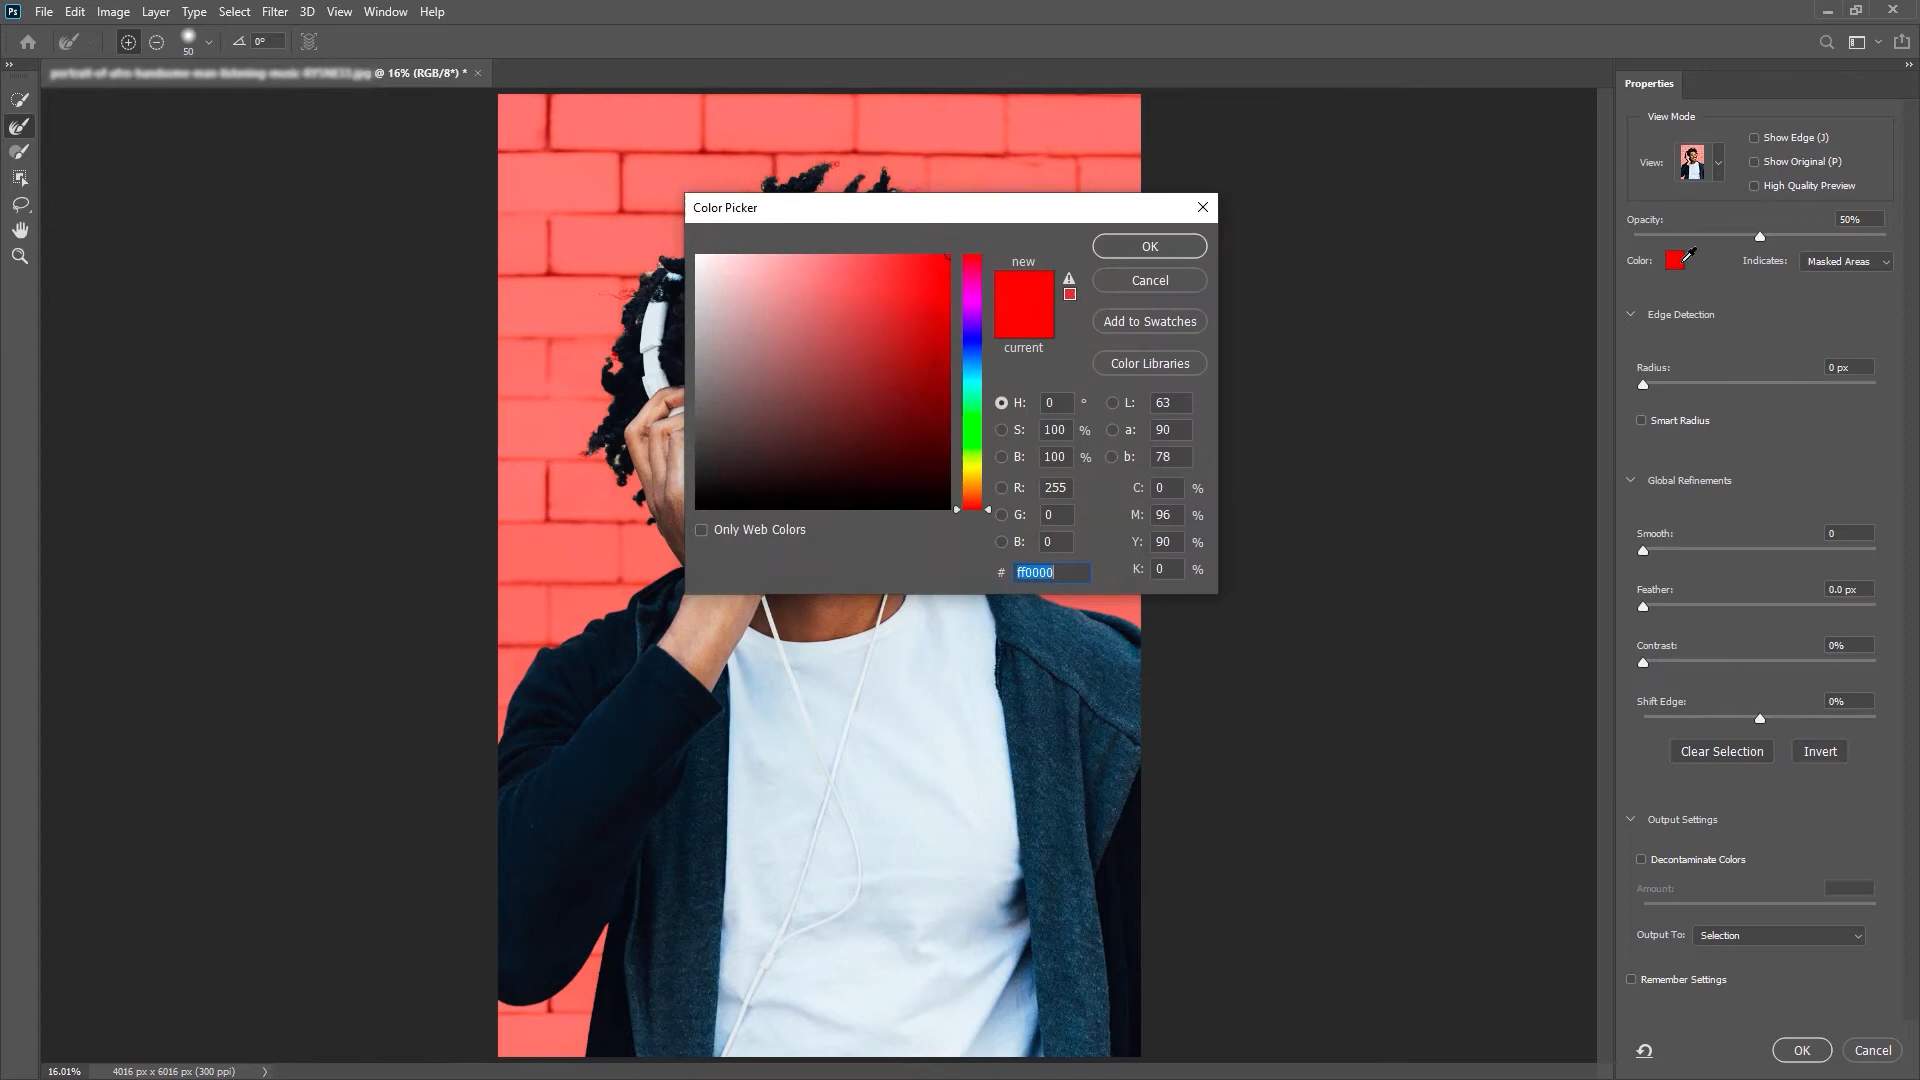 Ps File Edit Image Layer Type Select Filter 3D View Window Help
50 0°
@ 16% (RGB/8*) * ×
Properties
View Mode
View:
Show Edge (J)
Show Original (P)
High Quality Preview
Opacity: 50%
Color: Indicates: Masked Areas
Edge Detection
Radius: 0 px
Smart Radius
Global Refinements
Smooth: 0
Feather: 0.0 px
Contrast: 0%
Shift Edge: 0%
Clear Selection Invert
Output Settings
Decontaminate Colors
Amount:
Output To: Selection
Remember Settings
OK Cancel
Color Picker
new
current
OK
Cancel
Add to Swatches
Color Libraries
H: 0 ° L: 63
S: 100 % a: 90
B: 100 % b: 78
R: 255 C: 0 %
G: 0 M: 96 %
B: 0 Y: 90 %
# ff0000 K: 0 %
Only Web Colors
16.01% 4016 px x 6016 px (300 ppi)